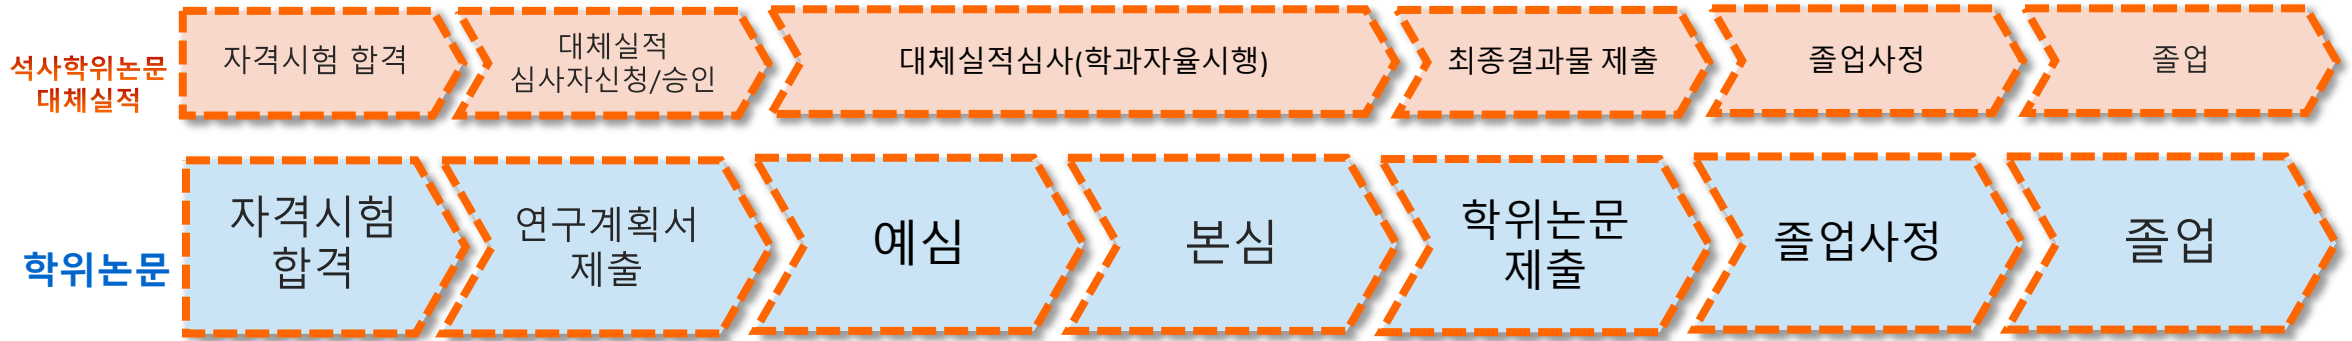 석사학위논문
대체실적
자격시험 합격
대체실적
심사자신청/승인
대체실적심사(학과자율시행)
최종결과물 제출
졸업사정
졸업
학위논문
자격시험
합격
연구계획서
제출
예심
본심
학위논문
제출
졸업사정
졸업